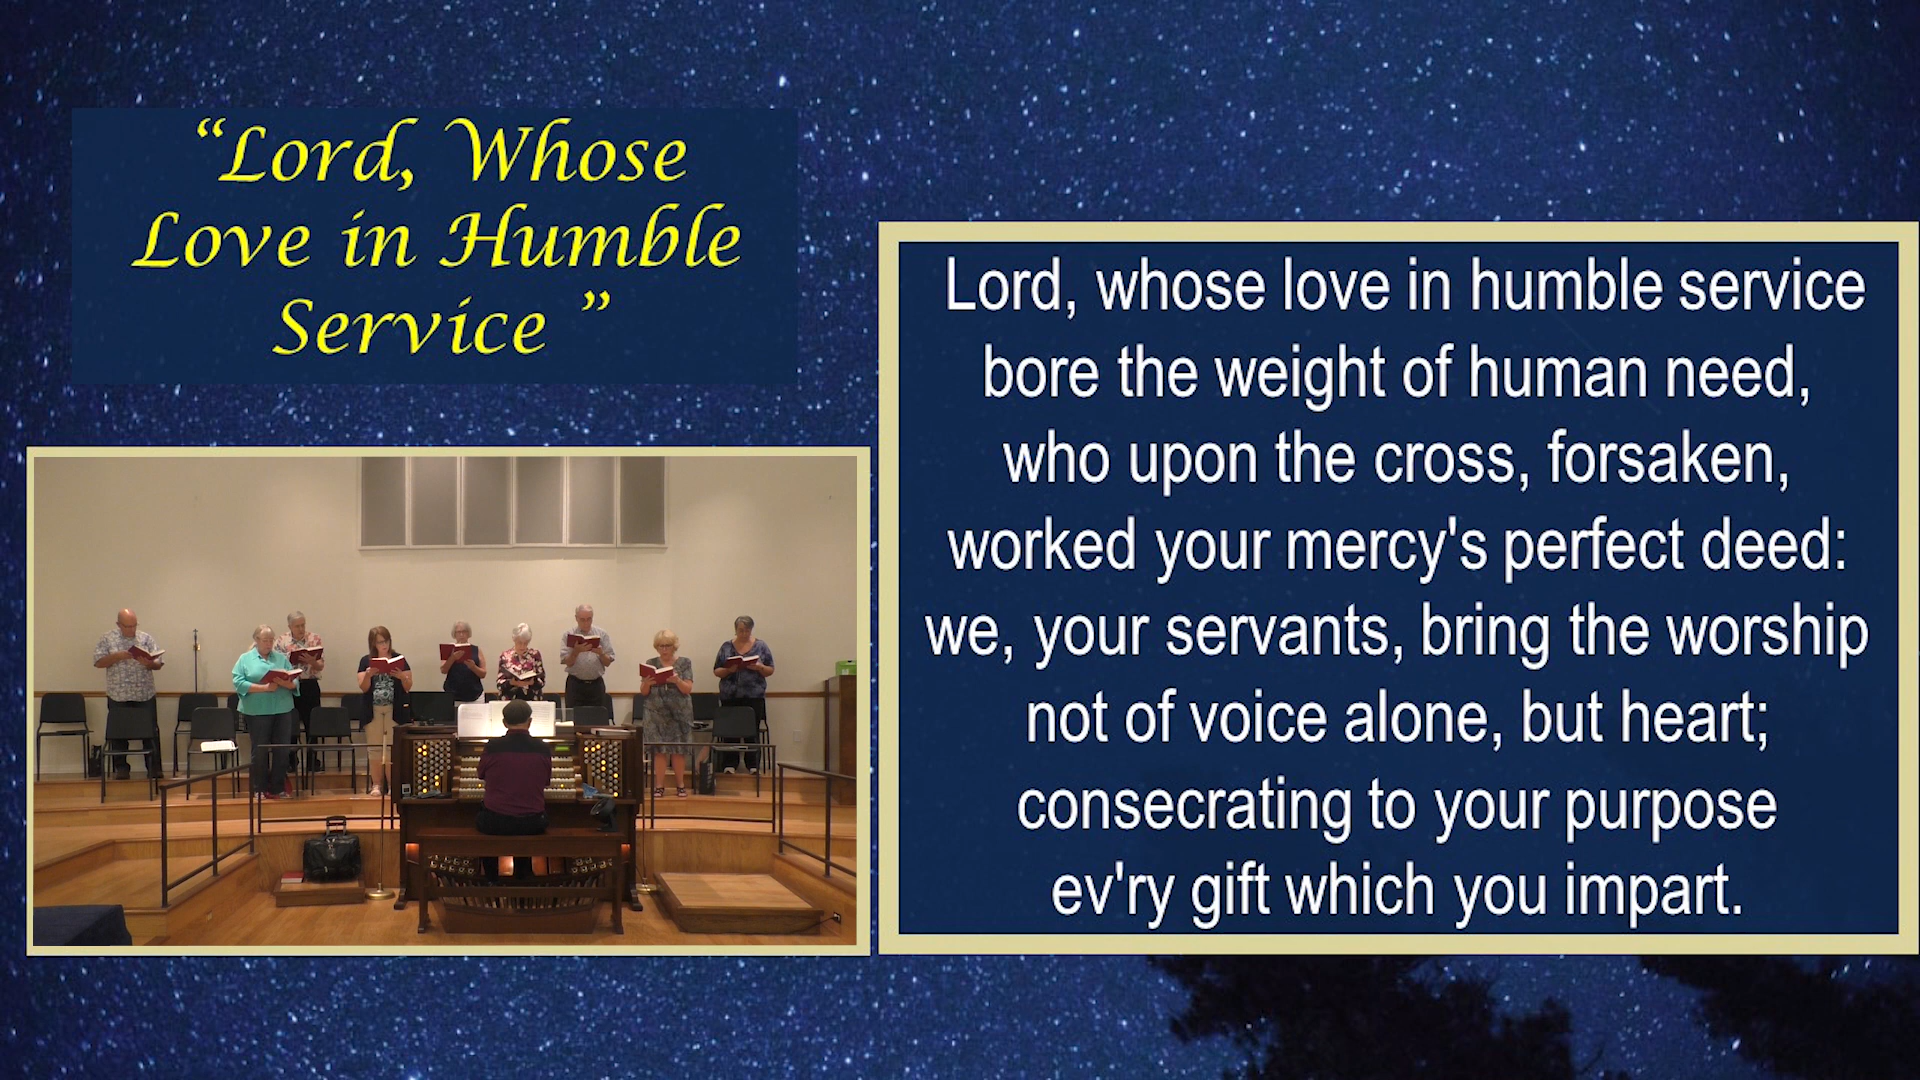 “Lord, Whose
Love in Humble
Service ”
Lord, whose love in humble service
bore the weight of human need,
who upon the cross, forsaken,
worked your mercy's perfect deed:
we, your servants, bring the worship
not of voice alone, but heart;
consecrating to your purpose
ev'ry gift which you impart.